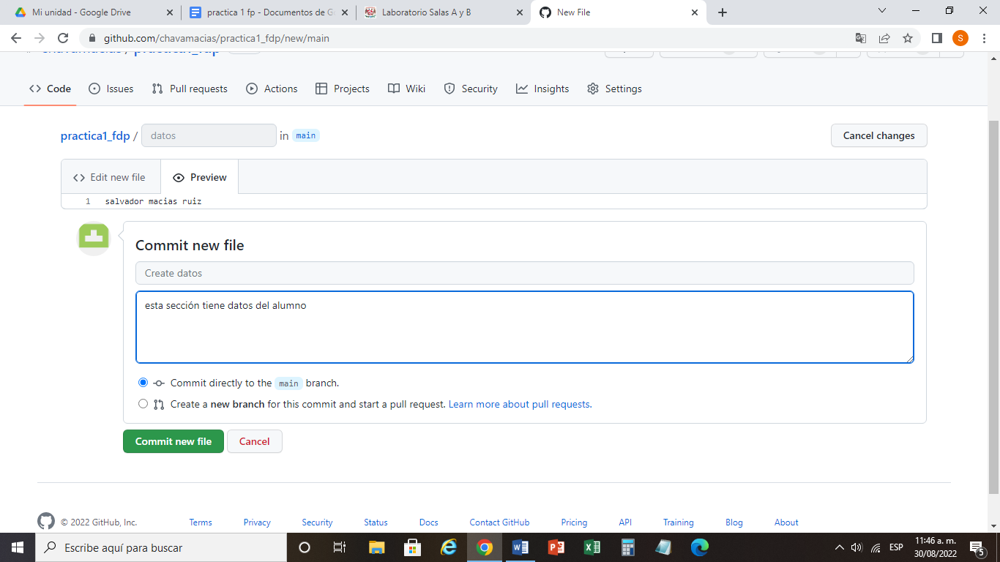 Mi unidad - Google Drive
practica 1 fp - Documentos de G
Laboratorio Salas A y B
New File
github.com/chavamacias/practica1_fdp/new/main
S
chavamacias / practica1_fdp
Code
Issues
Pull requests
Actions
Projects
Wiki
Security
Insights
Settings
practica1_fdp / datos in main
Cancel changes
Edit new file
Preview
1 salvador macias ruiz
Commit new file
Create datos
esta sección tiene datos del alumno
Commit directly to the main branch.
Create a new branch for this commit and start a pull request. Learn more about pull requests.
Commit new file
Cancel
© 2022 GitHub, Inc.
Terms
Privacy
Security
Status
Docs
Contact GitHub
Pricing
API
Training
Blog
About
Escribe aquí para buscar
ESP
11:46 a. m.
30/08/2022
5